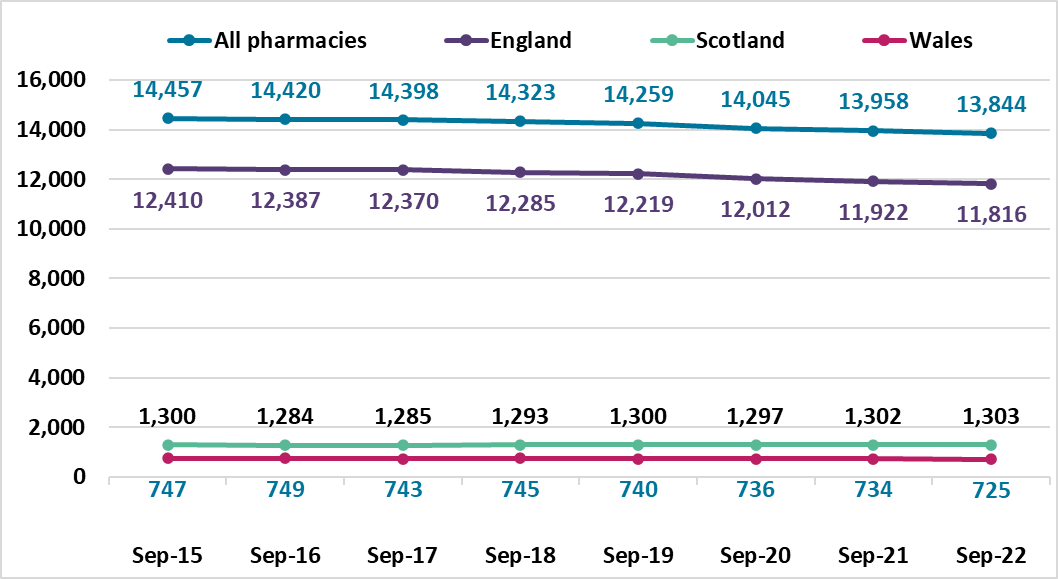 All pharmacies England Scotland Wales
16,000
14,457 14,420 14,398 14,323 14,259 14,045 13,958 13,844
14,000
12,000
12,410 12,387 12,370 12,285 12,219 12,012 11,922 11,816
10,000
8,000
6,000
4,000
2,000
1,300 1,284 1,285 1,293 1,300 1,297 1,302 1,303
0
747 749 743 745 740 736 734 725
Sep-15 Sep-16 Sep-17 Sep-18 Sep-19 Sep-20 Sep-21 Sep-22